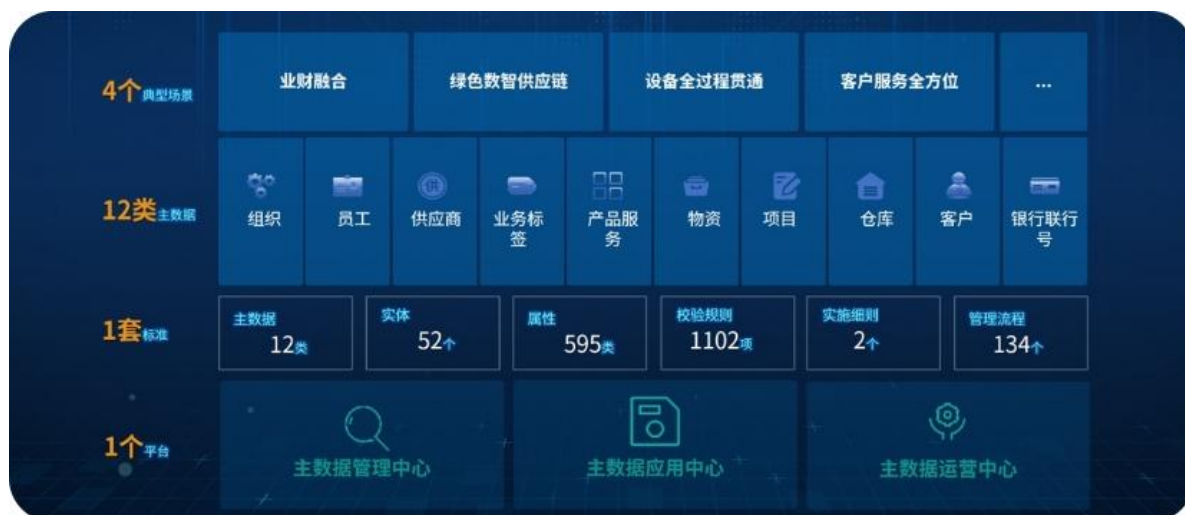 4个典型场景
业财融合
绿色数智供应链
设备全过程贯通
客户服务全方位
...
12类主数据
组织
员工
供
供应商
业务标
签
产品服
务
物资
项目
仓库
客户
银行联行
号
1套标准
主数据
12类
实体
52个
属性
595类
校验规则
1102项
实施细则
2个
管理流程
134个
1个平台
主数据管理中心
主数据应用中心
主数据运营中心